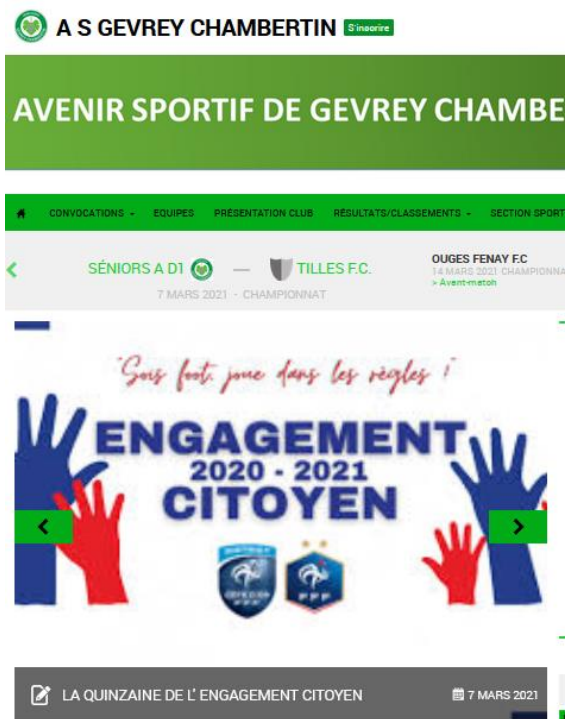 A S GEVREY CHAMBERTIN S'inscrire
AVENIR SPORTIF DE GEVREY CHAMBE
CONVOCATIONS EQUIPES PRÉSENTATION CLUB RÉSULTATS/CLASSEMENTS SECTION SPORT
SÉNIORS A D1 — TILLES F.C.
7 MARS 2021 - CHAMPIONNAT
OUGES FENAY F.C
14 MARS 2021 CHAMPIONNA
> Avant-match
"Sois foot, joue dans les règles !"
ENGAGEMENT
2020 - 2021
CITOYEN
FFF
LA QUINZAINE DE L' ENGAGEMENT CITOYEN 7 MARS 2021